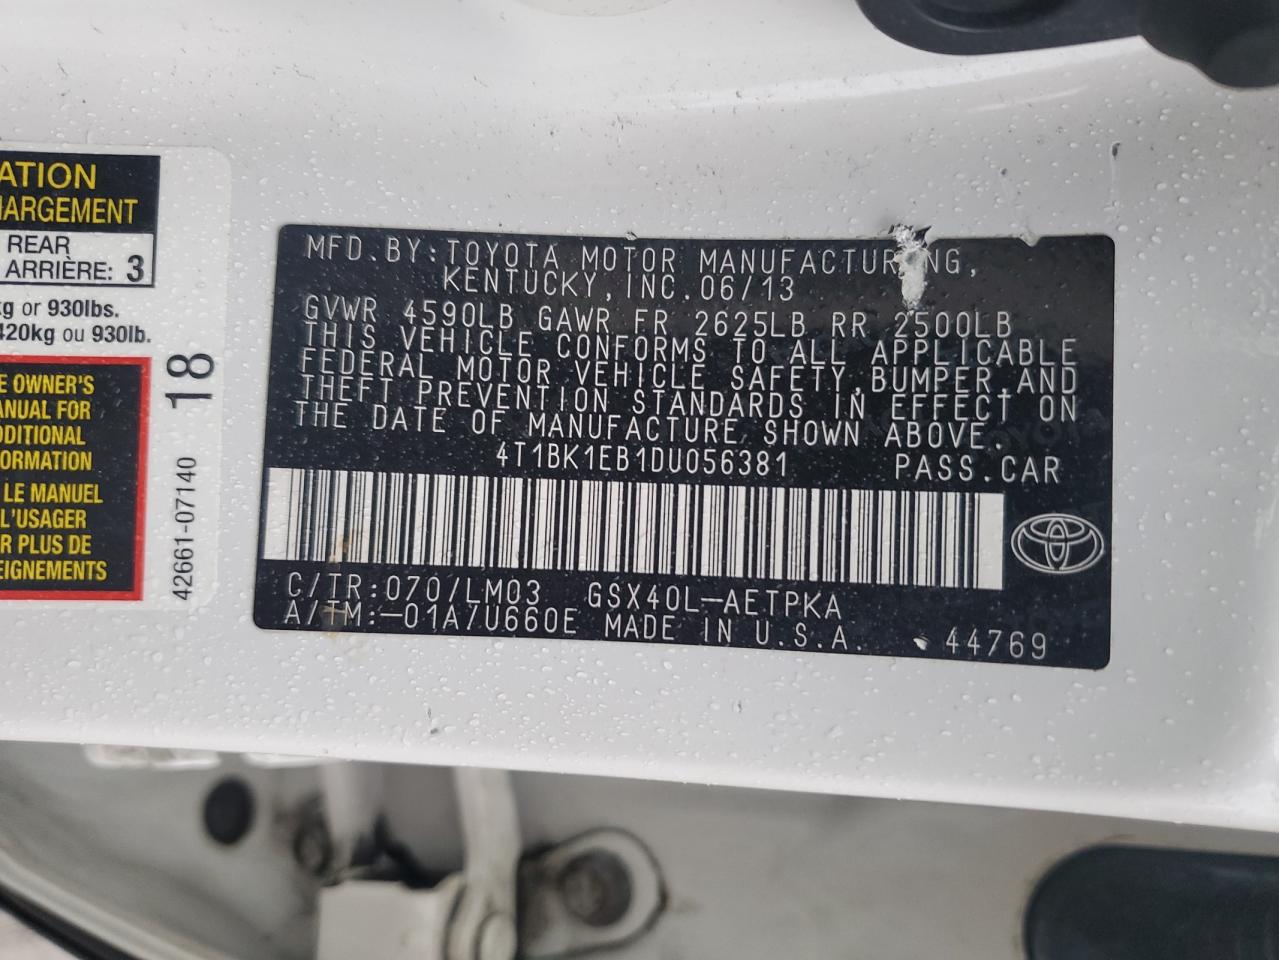 ATION
HARGEMENT
REAR
ARRIÈRE: 3
kg or 930lbs.
420kg ou 930lb.
E OWNER'S
ANUAL FOR
DDITIONAL
ORMATION
LE MANUEL
L'USAGER
R PLUS DE
EIGNEMENTS
18
42661-07140
MFD.BY:TOYOTA MOTOR MANUFACTURING,
KENTUCKY,INC.06/13
GVWR 4590LB GAWR FR 2625LB RR 2500LB
THIS VEHICLE CONFORMS TO ALL APPLICABLE
FEDERAL MOTOR VEHICLE SAFETY,BUMPER,AND
THEFT PREVENTION STANDARDS IN EFFECT ON
THE DATE OF MANUFACTURE SHOWN ABOVE.
4T1BK1EB1DU056381 PASS.CAR
C/TR:070/LM03 GSX40L-AETPKA
A/TM:-01A/U660E MADE IN U.S.A. 44769